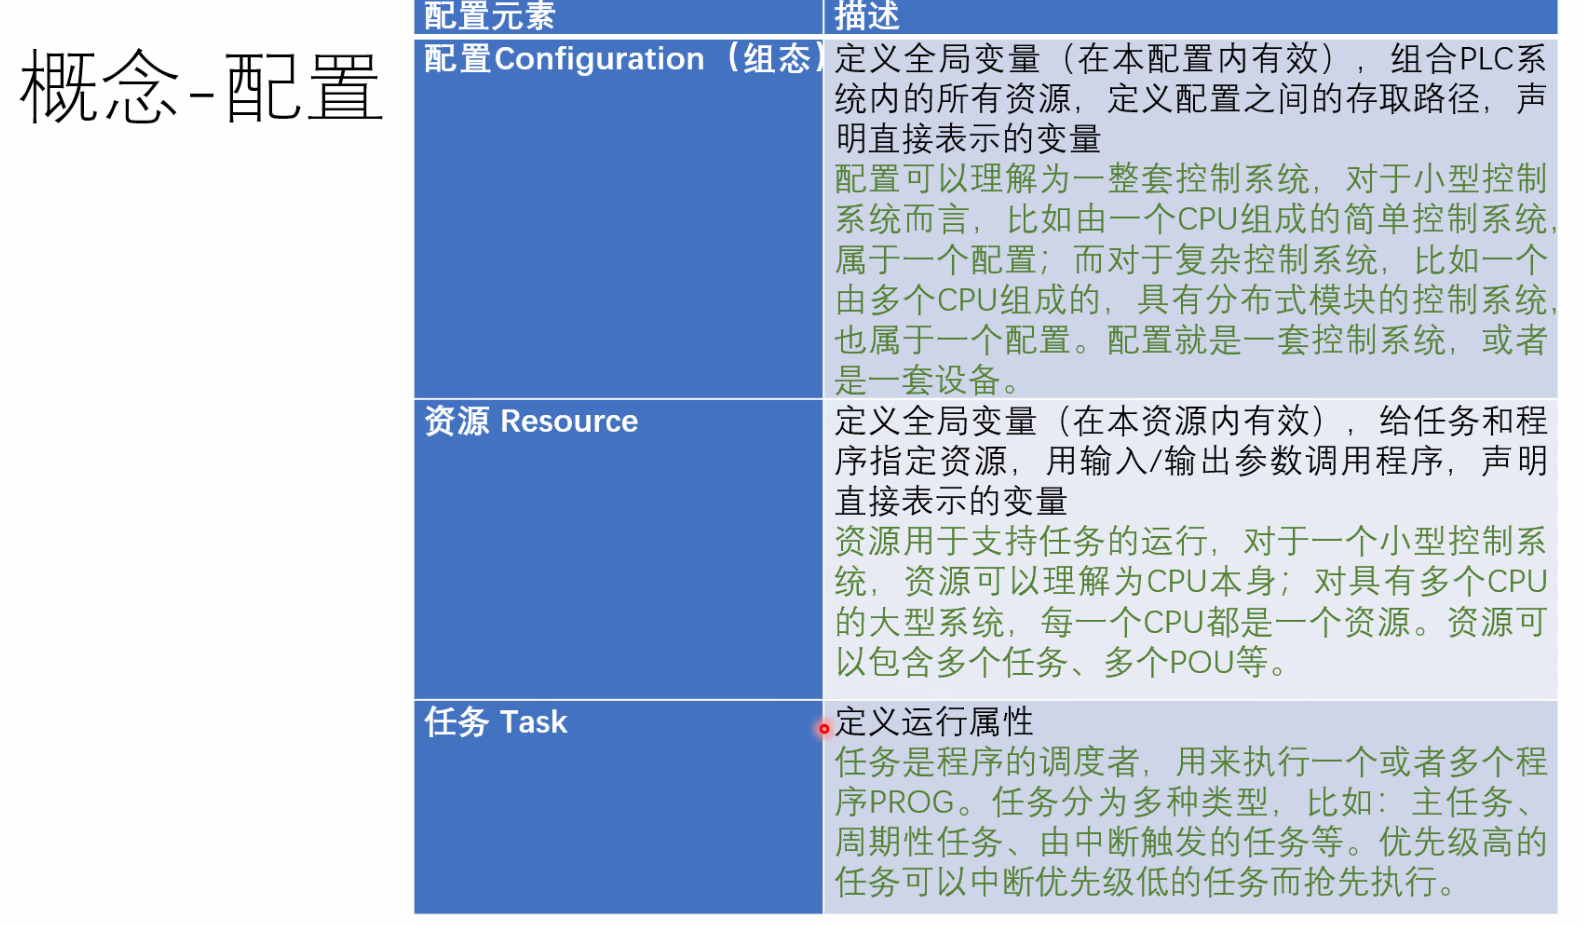 概念-配置
配置元素
描述
配置Configuration（组态）
定义全局变量（在本配置内有效），组合PLC系
统内的所有资源，定义配置之间的存取路径，声
明直接表示的变量
配置可以理解为一整套控制系统，对于小型控制
系统而言，比如由一个CPU组成的简单控制系统，
属于一个配置；而对于复杂控制系统，比如一个
由多个CPU组成的，具有分布式模块的控制系统，
也属于一个配置。配置就是一套控制系统，或者
是一套设备。
资源 Resource
定义全局变量（在本资源内有效），给任务和程
序指定资源，用输入/输出参数调用程序，声明
直接表示的变量
资源用于支持任务的运行，对于一个小型控制系
统，资源可以理解为CPU本身；对具有多个CPU
的大型系统，每一个CPU都是一个资源。资源可
以包含多个任务、多个POU等。
任务 Task
定义运行属性
任务是程序的调度者，用来执行一个或者多个程
序PROG。任务分为多种类型，比如：主任务、
周期性任务、由中断触发的任务等。优先级高的
任务可以中断优先级低的任务而抢先执行。